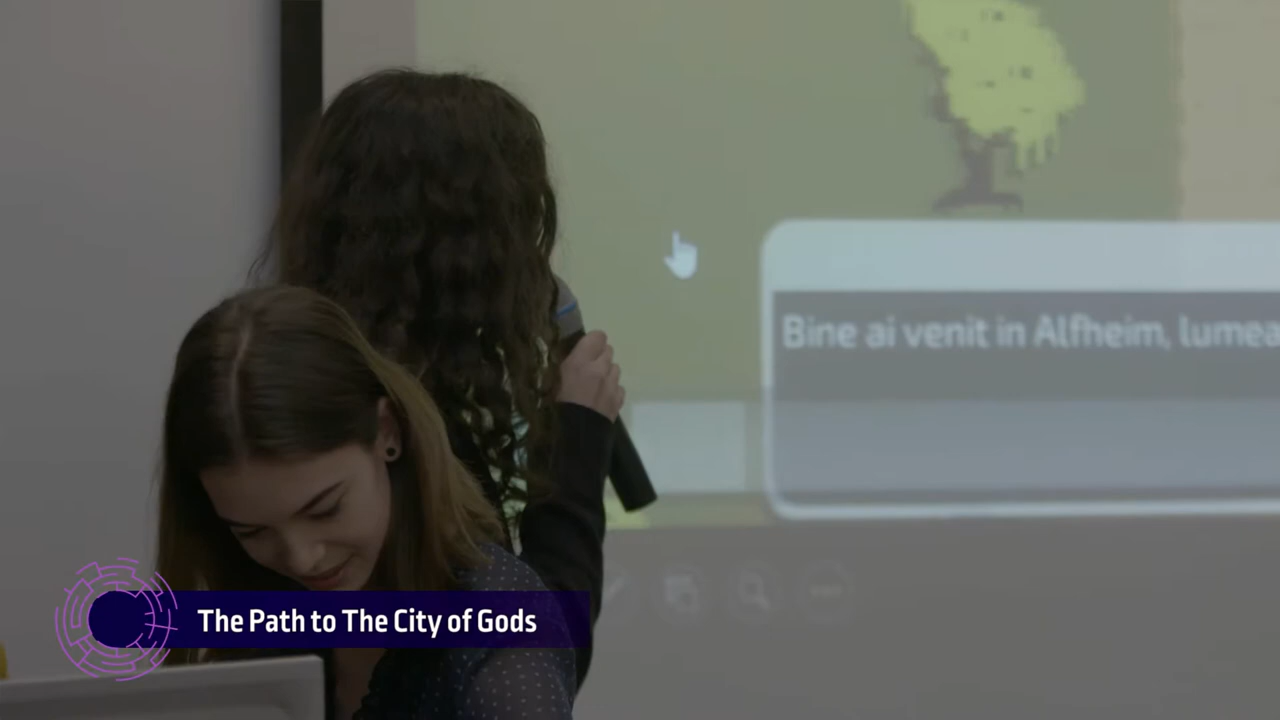 Bine ai venit in Alfheim, lumea
The Path to The City of Gods